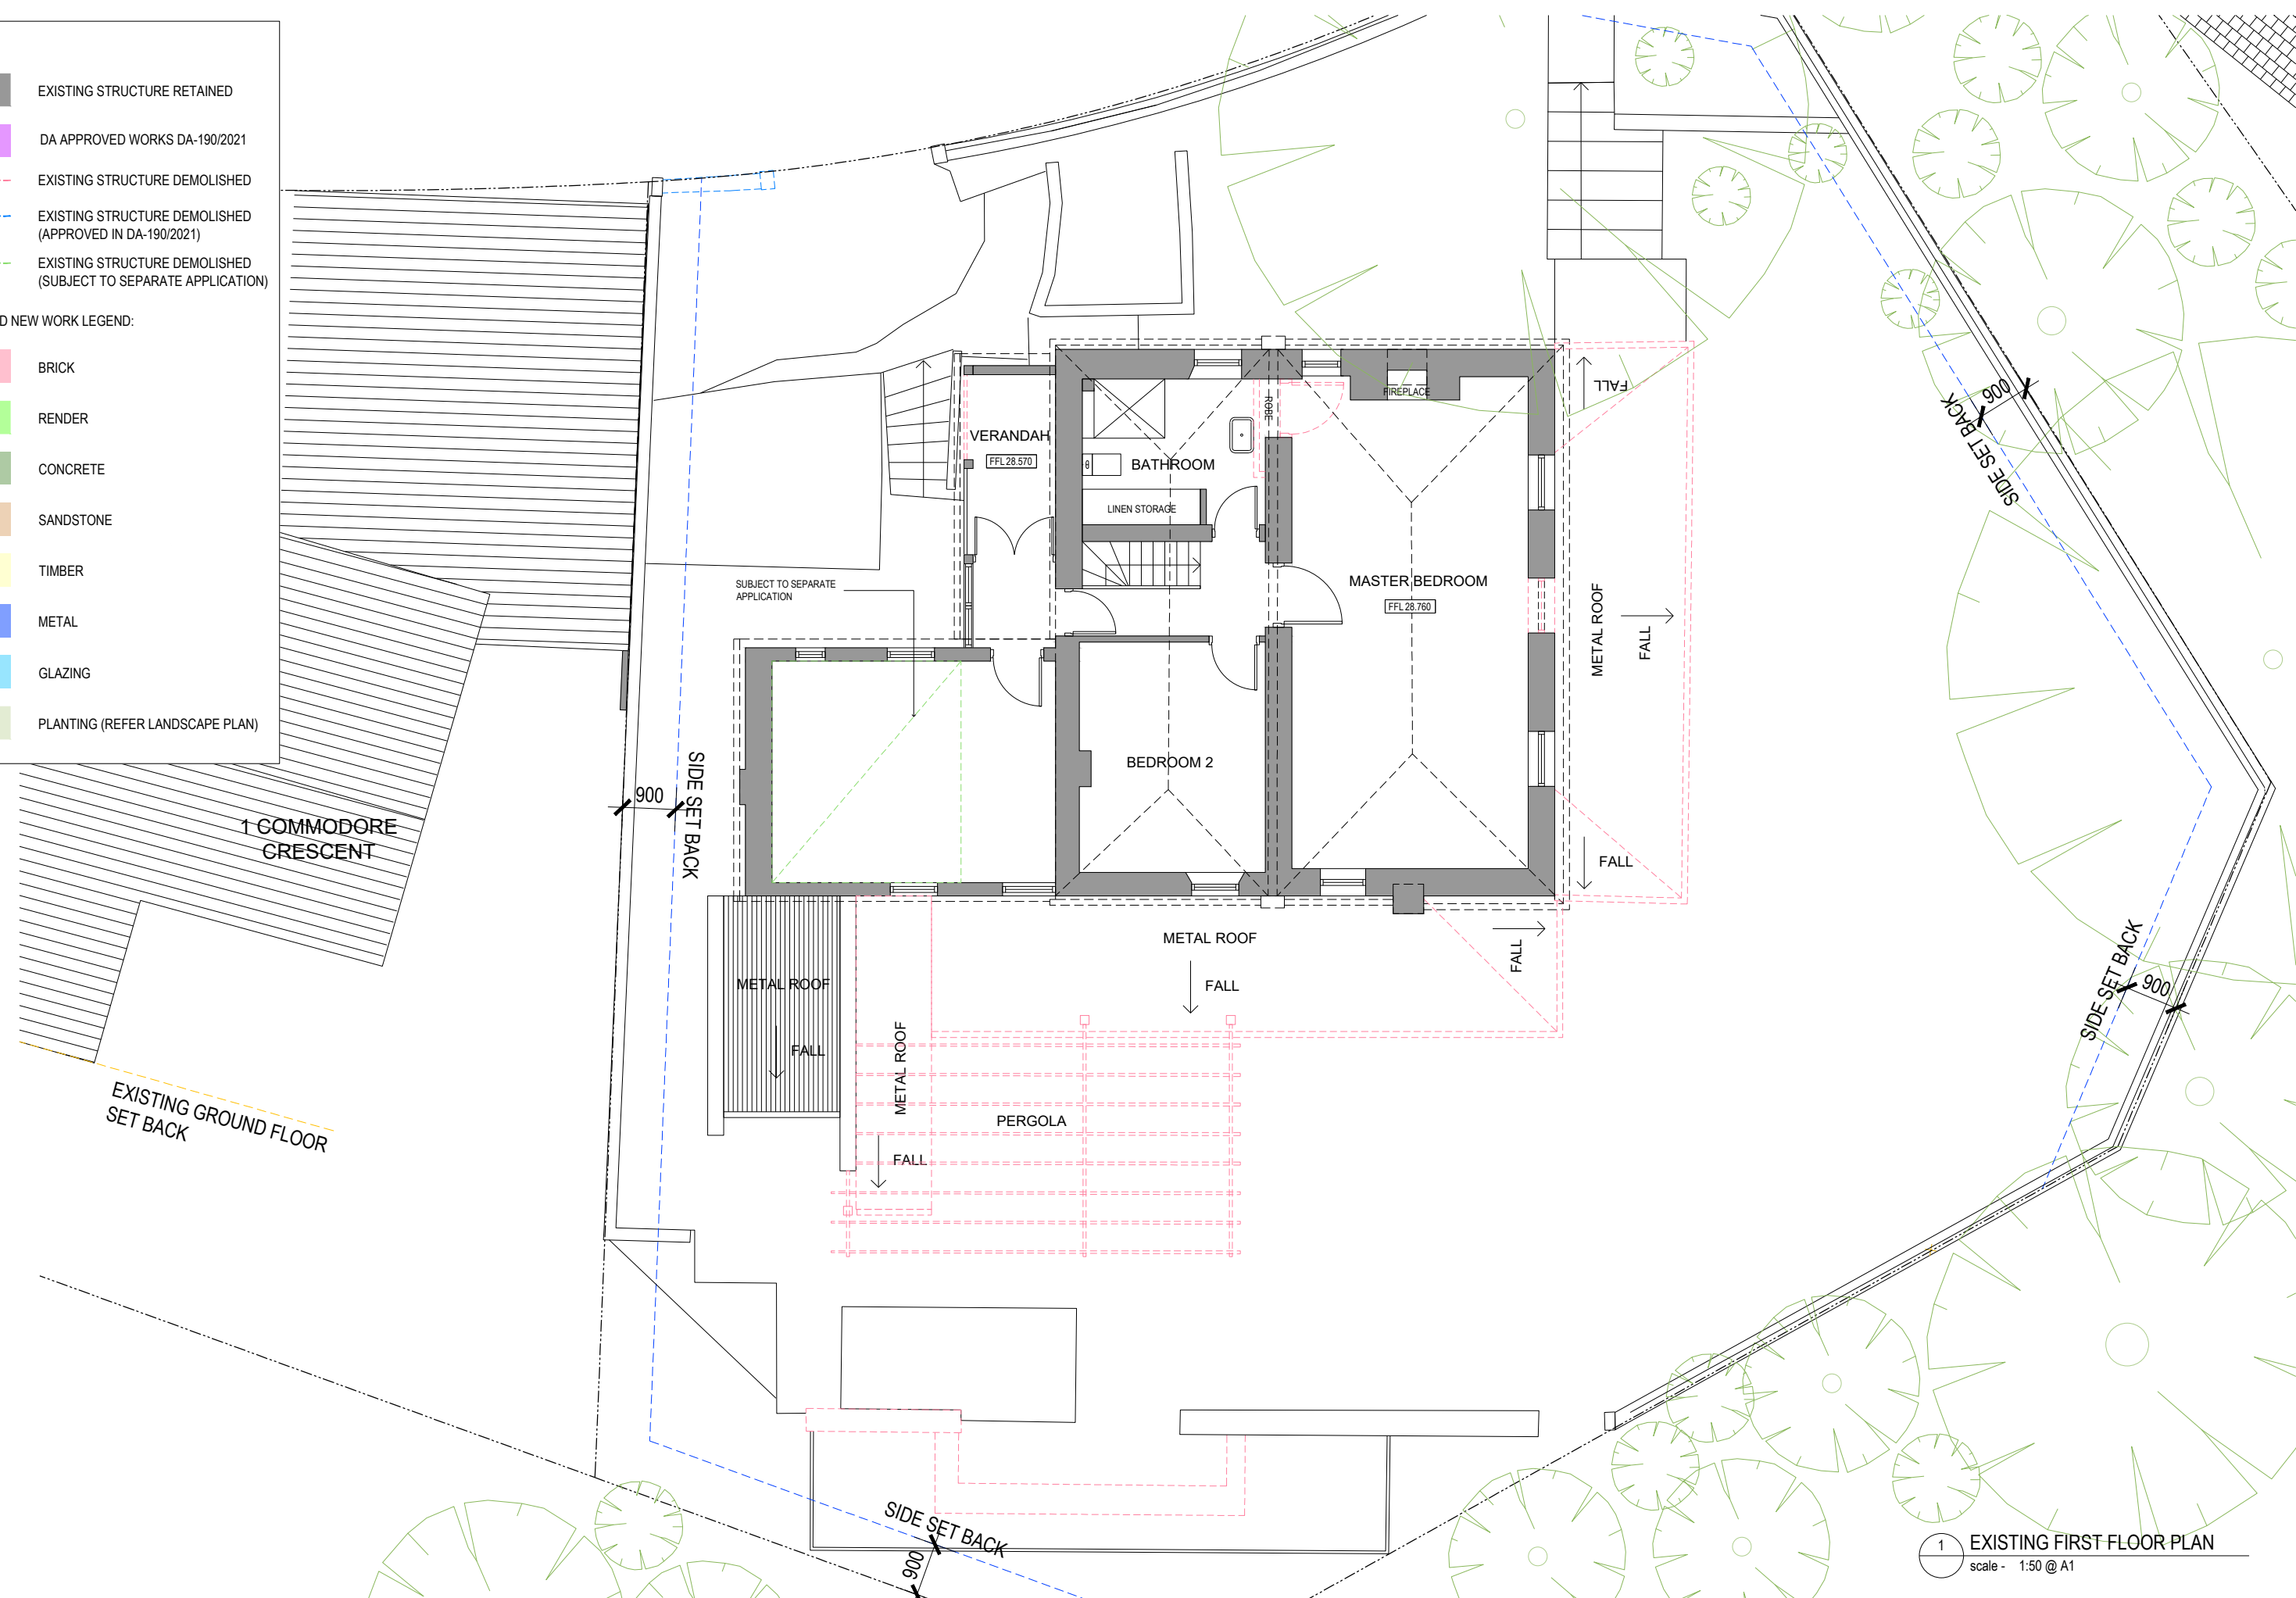 EXISTING STRUCTURE RETAINED
DA APPROVED WORKS DA-190/2021
EXISTING STRUCTURE DEMOLISHED
EXISTING STRUCTURE DEMOLISHED
(APPROVED IN DA-190/2021)
EXISTING STRUCTURE DEMOLISHED
(SUBJECT TO SEPARATE APPLICATION)
D NEW WORK LEGEND:
BRICK
RENDER
CONCRETE
SANDSTONE
TIMBER
METAL
GLAZING
PLANTING (REFER LANDSCAPE PLAN)
1 COMMODORE
CRESCENT
EXISTING GROUND FLOOR
SET BACK
900
SIDE SET BACK
SUBJECT TO SEPARATE
APPLICATION
VERANDAH
FFL 28.570
BATHROOM
LINEN STORAGE
ROBE
FIREPLACE
MASTER BEDROOM
FFL 28.760
BEDROOM 2
FALL
METAL ROOF
FALL
FALL
METAL ROOF
FALL
FALL
METAL ROOF
FALL
METAL ROOF
FALL
PERGOLA
900
SIDE SET BACK
SIDE SET BACK
900
SIDE SET BACK
900
1
EXISTING FIRST FLOOR PLAN
scale - 1:50 @ A1